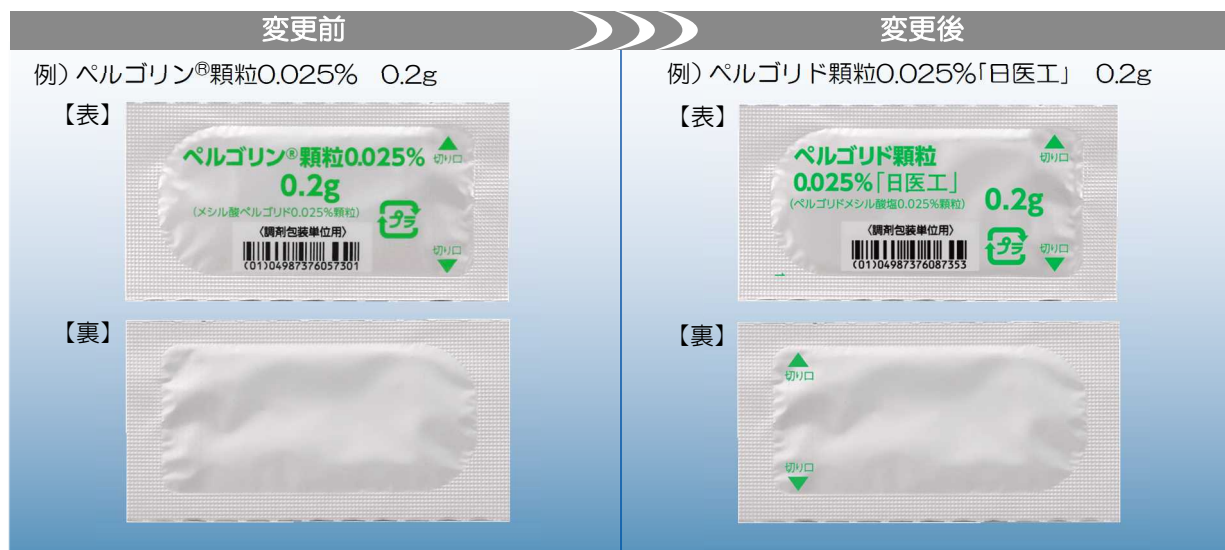 変更前
変更後
例）ペルゴリン®顆粒0.025%　0.2g
【表】
ペルゴリン®顆粒0.025%
0.2g
（メシル酸ペルゴリド0.025%顆粒）
切り口
プラ
〈調剤包装単位用〉
(01)04987376057301
切り口
【裏】
例）ペルゴリド顆粒0.025%「日医工」　0.2g
【表】
ペルゴリド顆粒
0.025%「日医工」
（ペルゴリドメシル酸塩0.025%顆粒）
0.2g
切り口
プラ
〈調剤包装単位用〉
(01)04987376087353
切り口
【裏】
切り口
切り口